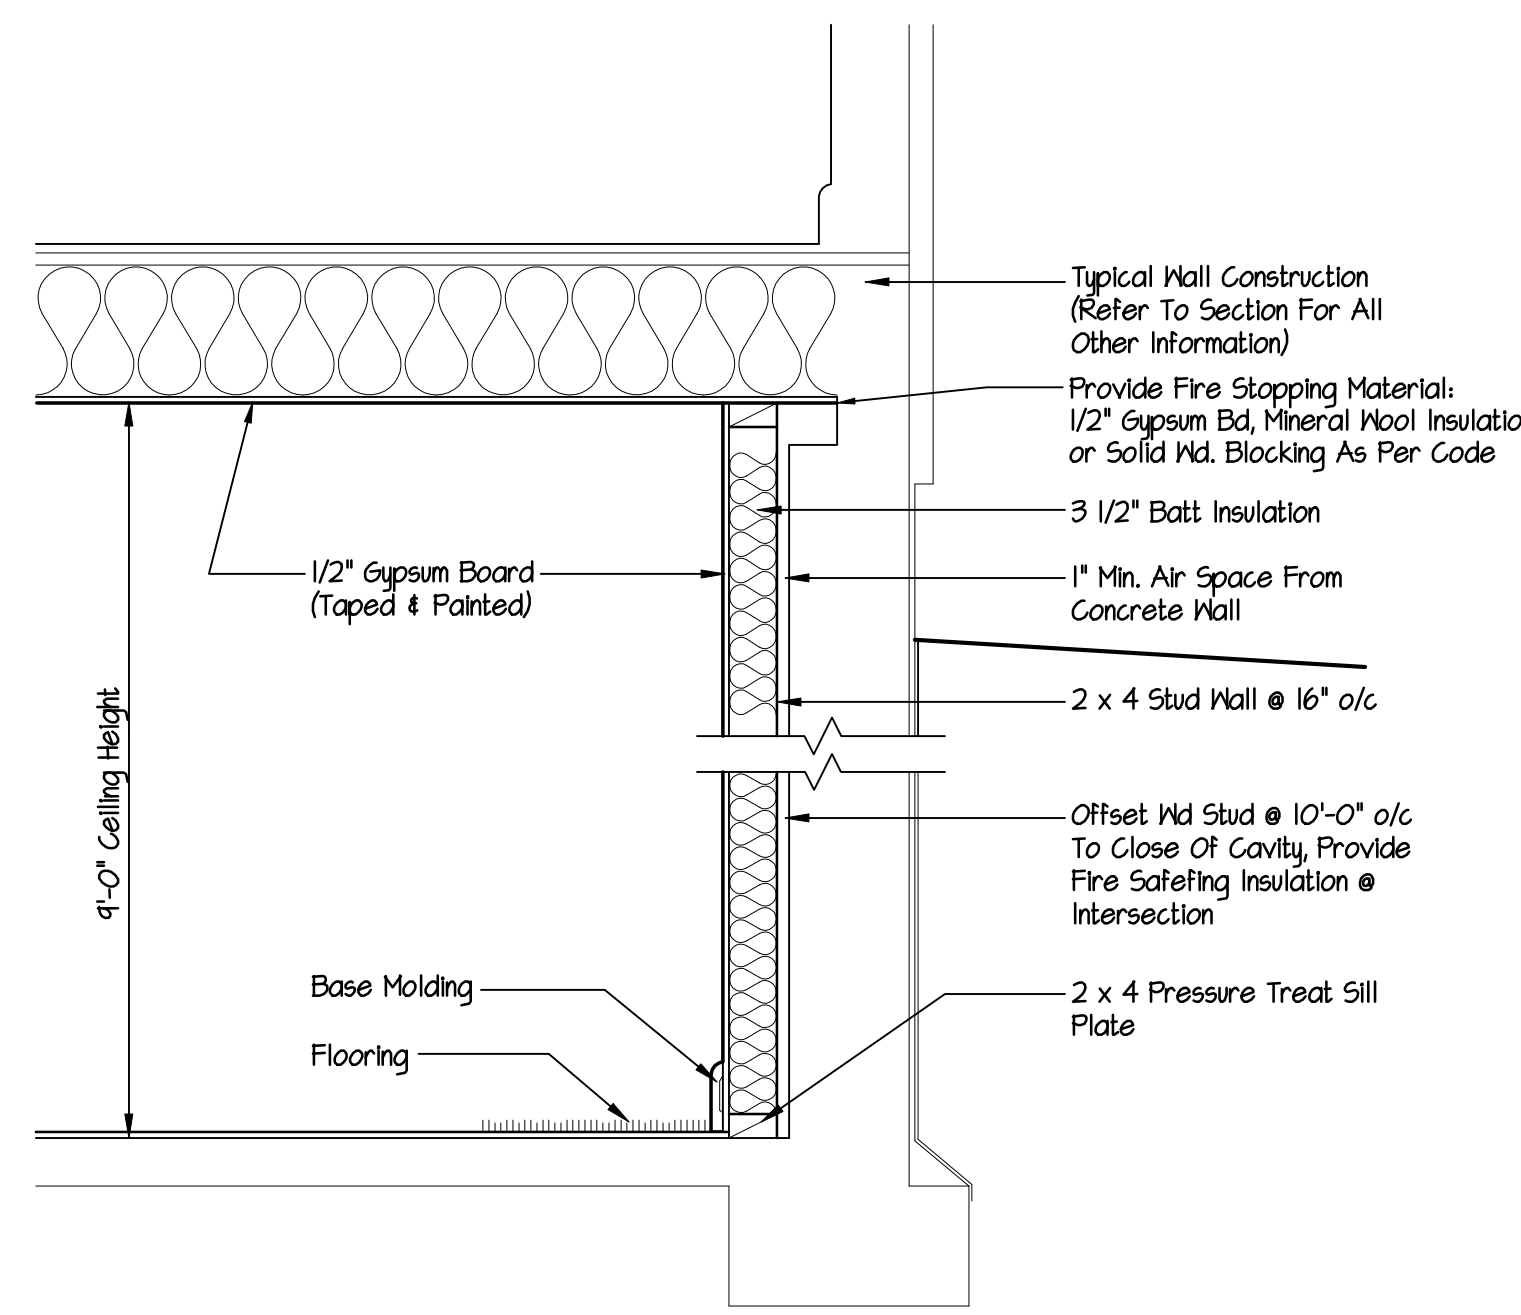 Typical Wall Construction
(Refer To Section For All
Other Information)
Provide Fire Stopping Material:
1/2" Gypsum Bd, Mineral Wool Insulatio
or Solid Wd. Blocking As Per Code
3 1/2" Batt Insulation
1/2" Gypsum Board
(Taped & Painted)
1" Min. Air Space From
Concrete Wall
2 x 4 Stud Wall @ 16" o/c
9'-0" Ceiling Height
Offset Wd Stud @ 10'-0" o/c
To Close Of Cavity, Provide
Fire Safefing Insulation @
Intersection
Base Molding
Flooring
2 x 4 Pressure Treat Sill
Plate